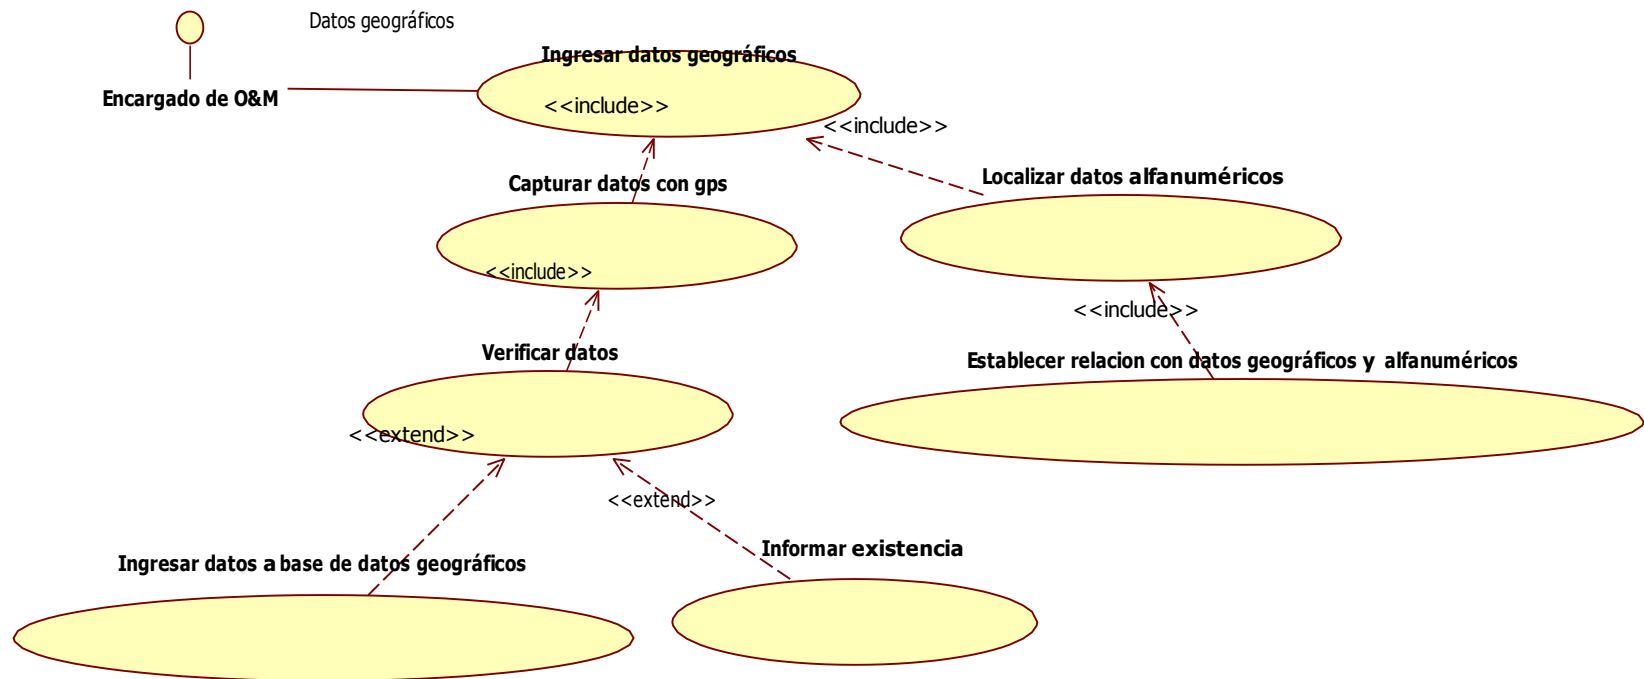 Datos geográficos
Ingresar datos geográficos
Encargado de O&M
<<include>>
<<include>>
Capturar datos con gps
Localizar datos alfanuméricos
<<include>>
<<include>>
Verificar datos
Establecer relacion con datos geográficos y alfanuméricos
<<extend>>
<<extend>>
Ingresar datos a base de datos geográficos
Informar existencia